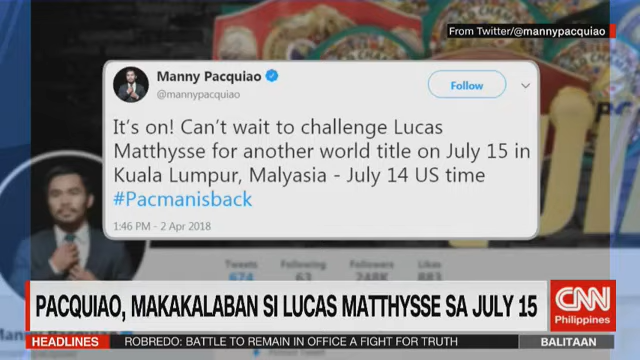 From Twitter/@mannypacquiao
Manny Pacquiao
@mannypacquiao
Follow
It's on! Can't wait to challenge Lucas
Matthysse for another world title on July 15 in
Kuala Lumpur, Malyasia - July 14 US time
#Pacmanisback
1:46 PM - 2 Apr 2018
Tweets
Following
Followers
Likes
674
63
248K
883
PACQUIAO, MAKAKALABAN SI LUCAS MATTHYSSE SA JULY 15
CNN
Philippines
HEADLINES
ROBREDO: BATTLE TO REMAIN IN OFFICE A FIGHT FOR TRUTH
BALITAAN